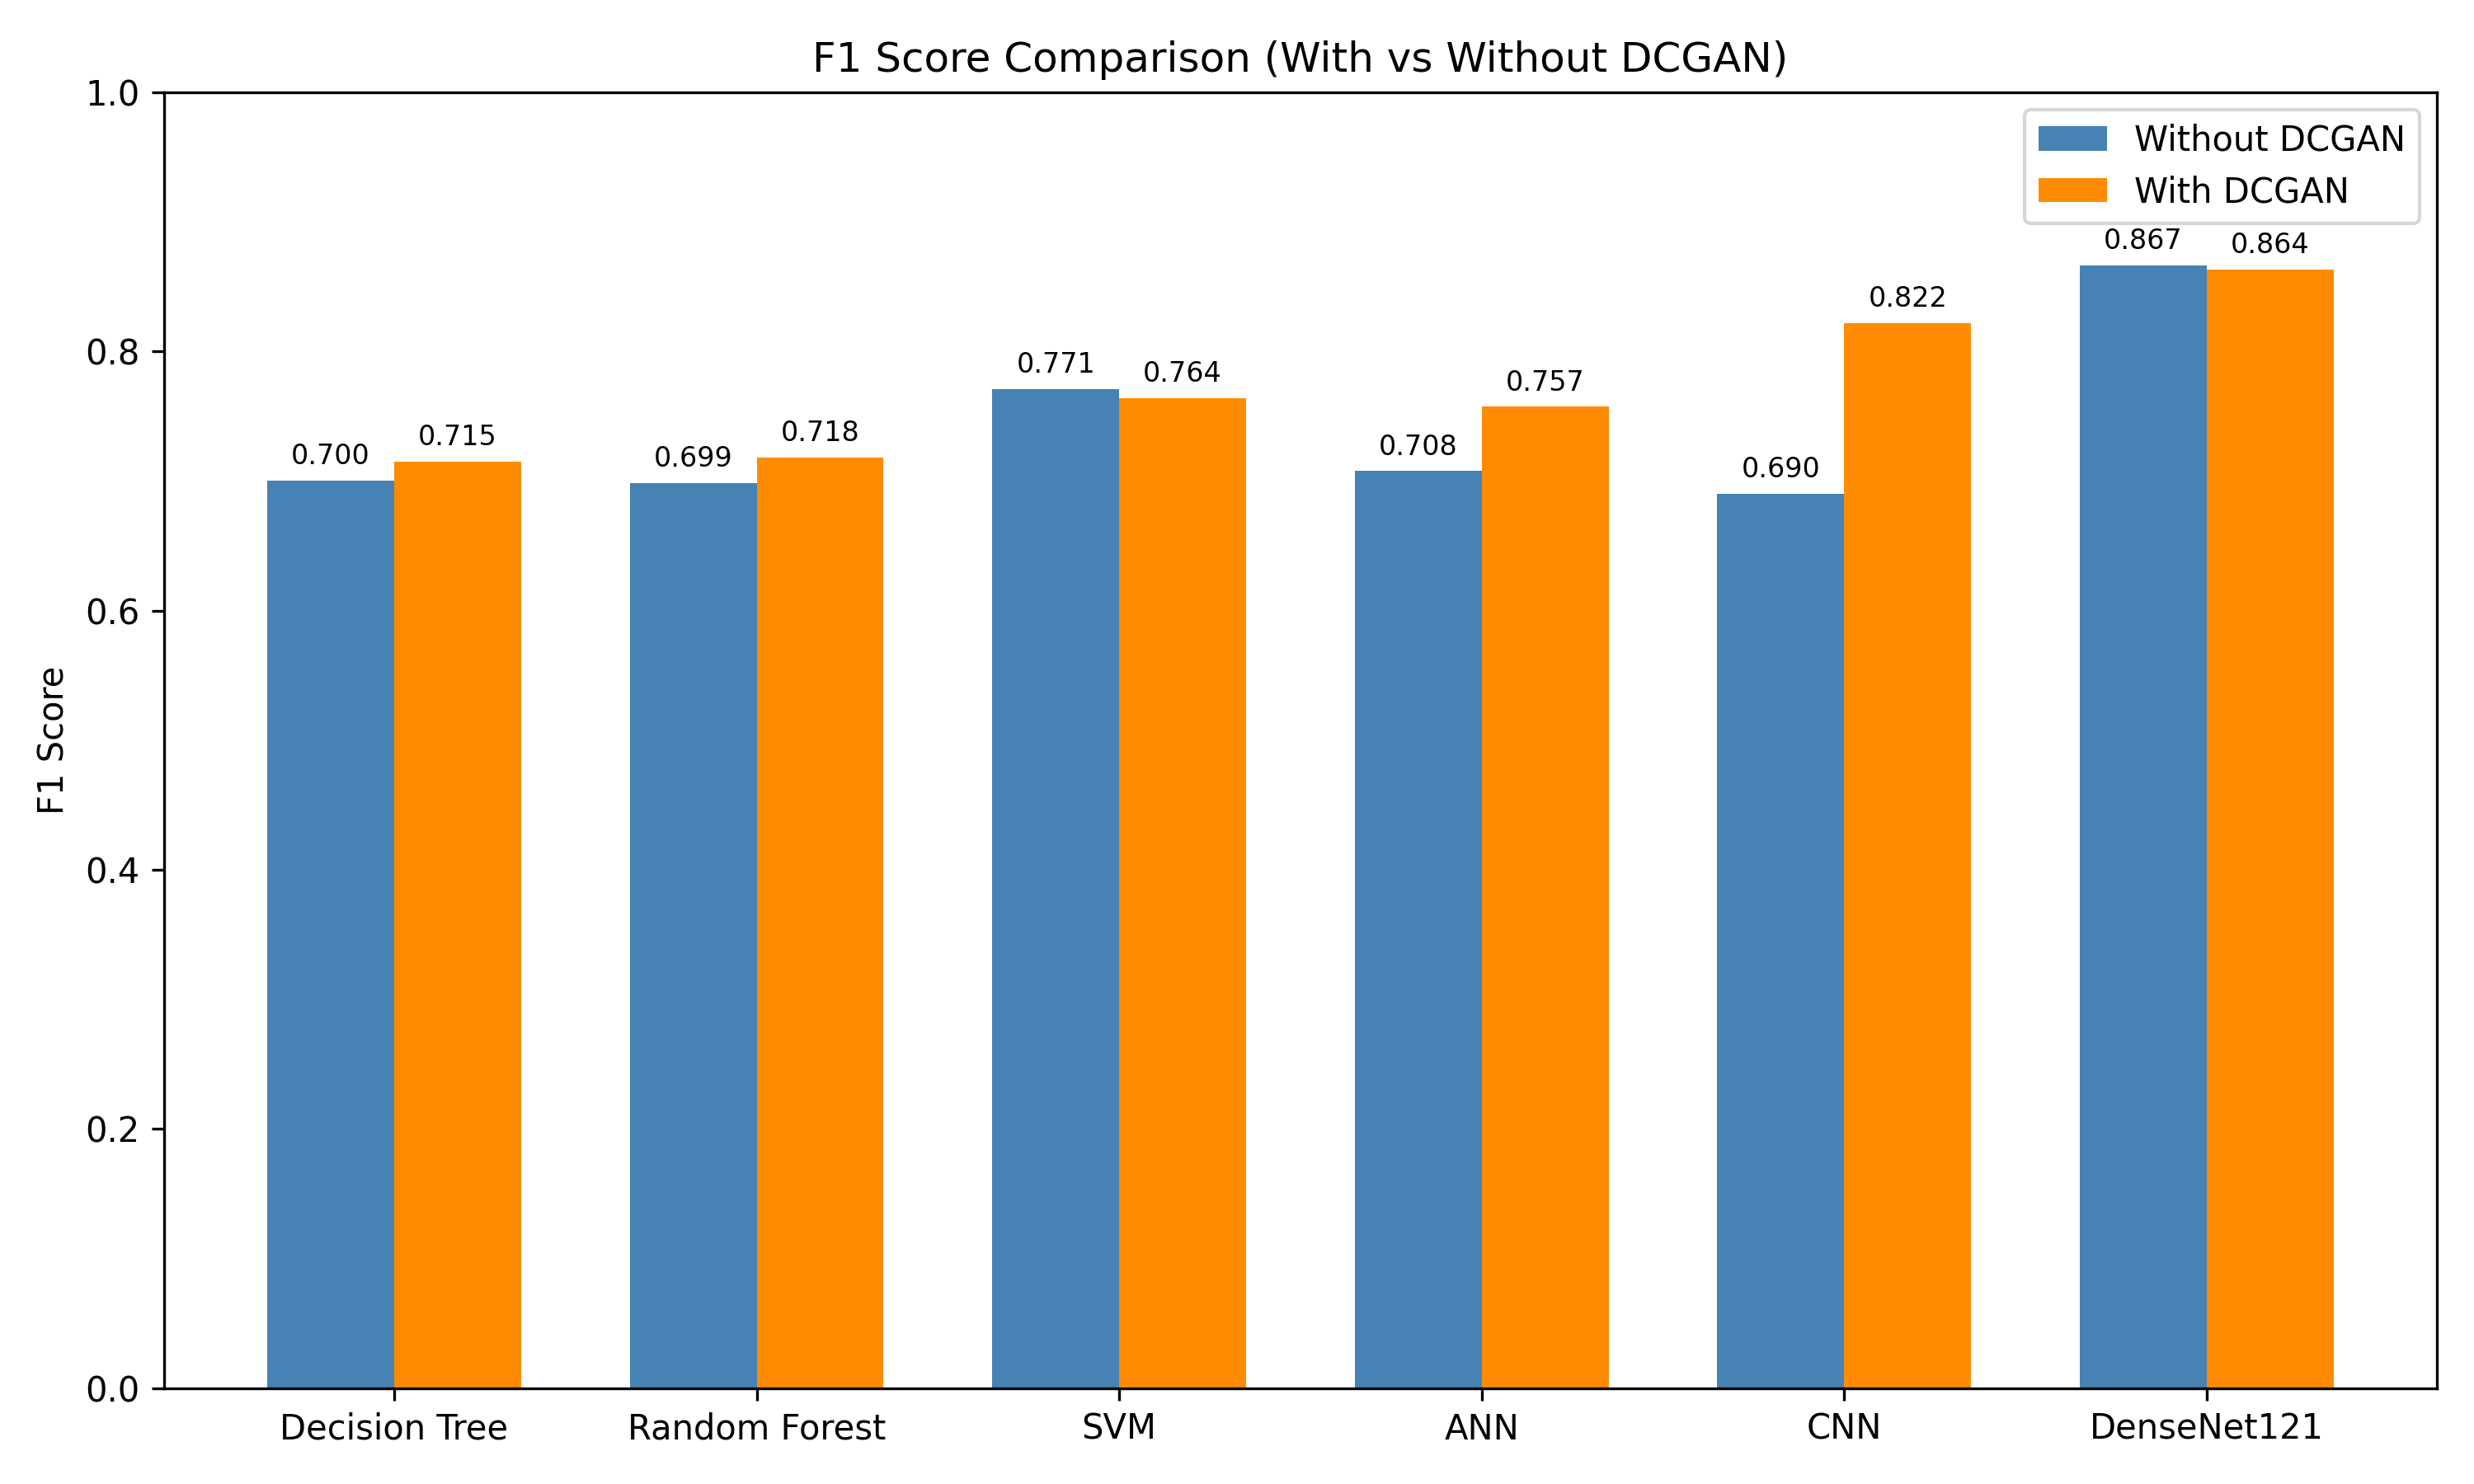 F1 Score Comparison (With vs Without DCGAN)
1.0
0.8
0.6
0.4
0.2
0.0
F1 Score
Without DCGAN
With DCGAN
0.700
0.715
0.699
0.718
0.771
0.764
0.708
0.757
0.690
0.822
0.867
0.864
Decision Tree
Random Forest
SVM
ANN
CNN
DenseNet121